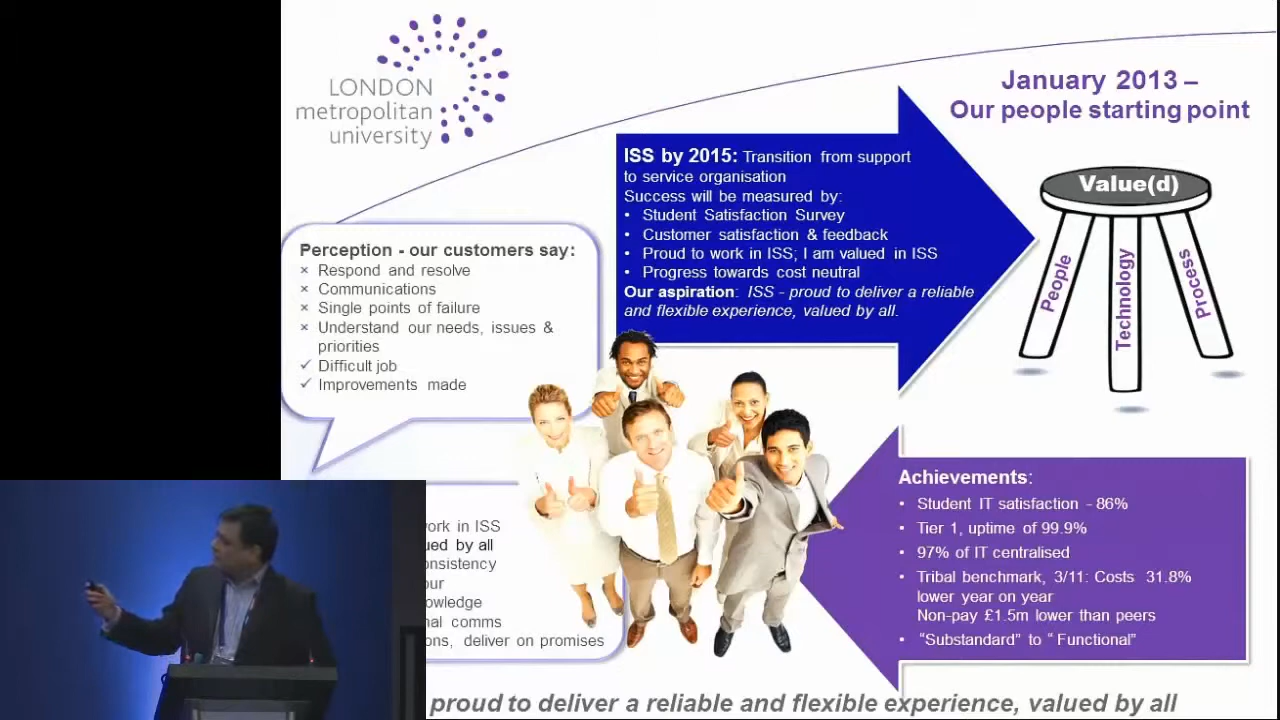 LONDON
metropolitan
university
January 2013 –
Our people starting point
ISS by 2015: Transition from support
to service organisation
Success will be measured by:
• Student Satisfaction Survey
• Customer satisfaction & feedback
• Proud to work in ISS; I am valued in ISS
• Progress towards cost neutral
Our aspiration: ISS - proud to deliver a reliable
and flexible experience, valued by all.
Value(d)
People
Technology
Process
Perception - our customers say:
× Respond and resolve
× Communications
× Single points of failure
× Understand our needs, issues &
priorities
✓ Difficult job
✓ Improvements made
Achievements:
• Student IT satisfaction - 86%
• Tier 1, uptime of 99.9%
• 97% of IT centralised
• Tribal benchmark, 3/11: Costs 31.8%
lower year on year
Non-pay £1.5m lower than peers
• "Substandard" to " Functional"
in ISS
by all
comms
deliver on promises
proud to deliver a reliable and flexible experience, valued by all